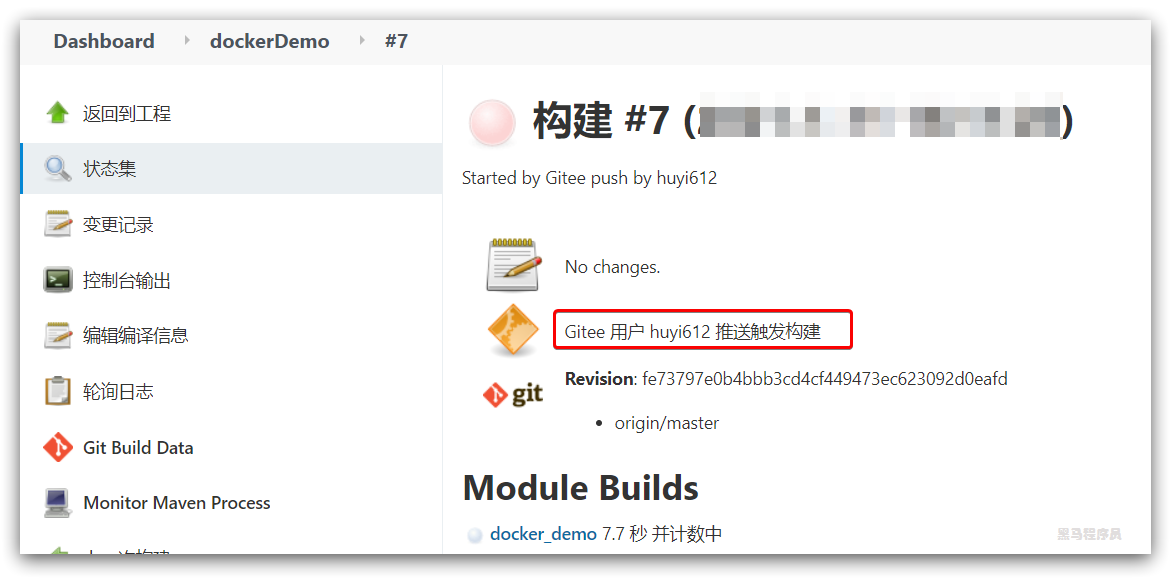 Dashboard dockerDemo #7
返回到工程
状态集
变更记录
控制台输出
编辑编译信息
轮询日志
Git Build Data
Monitor Maven Process
构建 #7 ( )
Started by Gitee push by huyi612
No changes.
Gitee 用户 huyi612 推送触发构建
git
Revision: fe73797e0b4bbb3cd4cf449473ec623092d0eafd
origin/master
Module Builds
docker_demo 7.7 秒 并计数中
黑马程序员